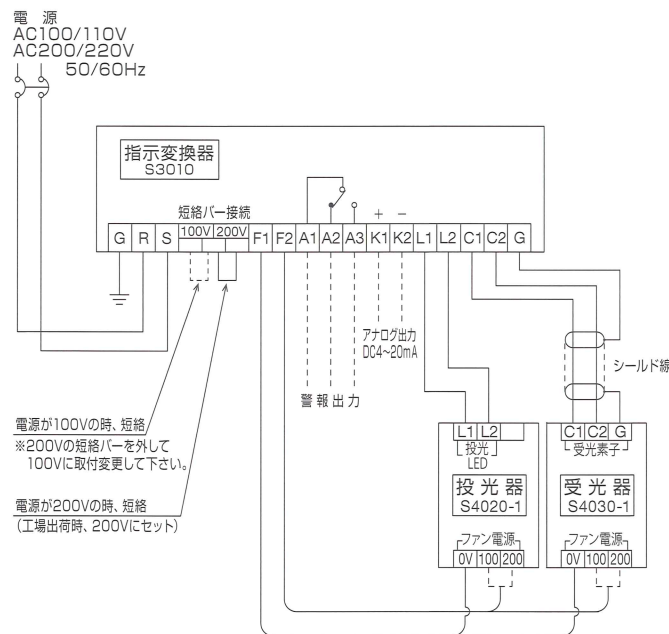 電 源
AC100/110V
AC200/220V
50/60Hz
指示変換器
S3010
短絡バー接続
100V 200V
+ −
G R S F1 F2 A1 A2 A3 K1 K2 L1 L2 C1 C2 G
アナログ出力
DC4~20mA
警報出力
シールド線
電源が100Vの時、短絡
※200Vの短絡バーを外して
100Vに取付変更して下さい。
電源が200Vの時、短絡
(工場出荷時、200Vにセット)
L1 L2
投光
LED
投光器
S4020-1
ファン電源
0V 100 200
C1 C2 G
受光素子
受光器
S4030-1
ファン電源
0V 100 200